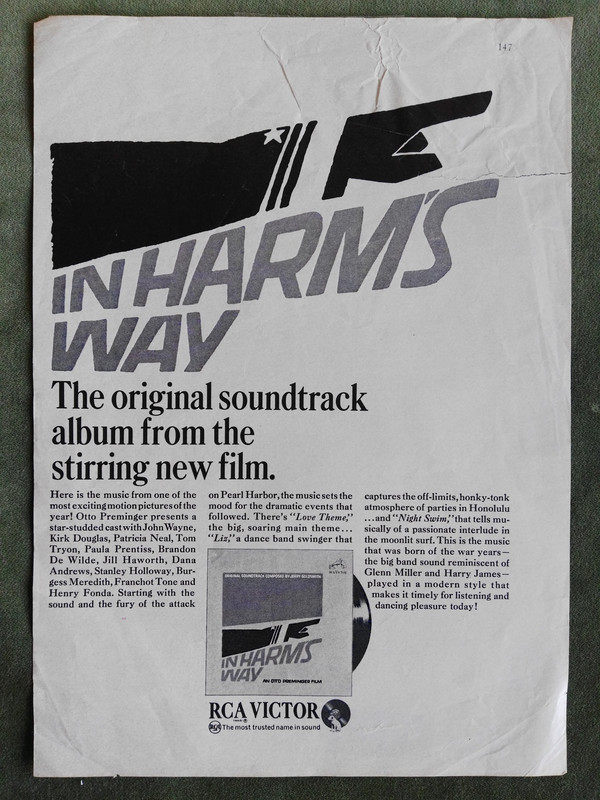 147
IN HARM'S
WAY
The original soundtrack
album from the
stirring new film.
Here is the music from one of the
most exciting motion pictures of the
year! Otto Preminger presents a
star-studded cast with John Wayne,
Kirk Douglas, Patricia Neal, Tom
Tryon, Paula Prentiss, Brandon
De Wilde, Jill Haworth, Dana
Andrews, Stanley Holloway, Bur-
gess Meredith, Franchot Tone and
Henry Fonda. Starting with the
sound and the fury of the attack
on Pearl Harbor, the music sets the
mood for the dramatic events that
followed. There's "Love Theme,"
the big, soaring main theme...
"Liz," a dance band swinger that
captures the off-limits, honky-tonk
atmosphere of parties in Honolulu
...and "Night Swim," that tells mu-
sically of a passionate interlude in
the moonlit surf. This is the music
that was born of the war years—
the big band sound reminiscent of
Glenn Miller and Harry James—
played in a modern style that
makes it timely for listening and
dancing pleasure today!
ORIGINAL SOUNDTRACK COMPOSED BY JERRY GOLDSMITH
IN HARM'S
WAY
AN OTTO PREMINGER FILM
RCA VICTOR
RCA The most trusted name in sound